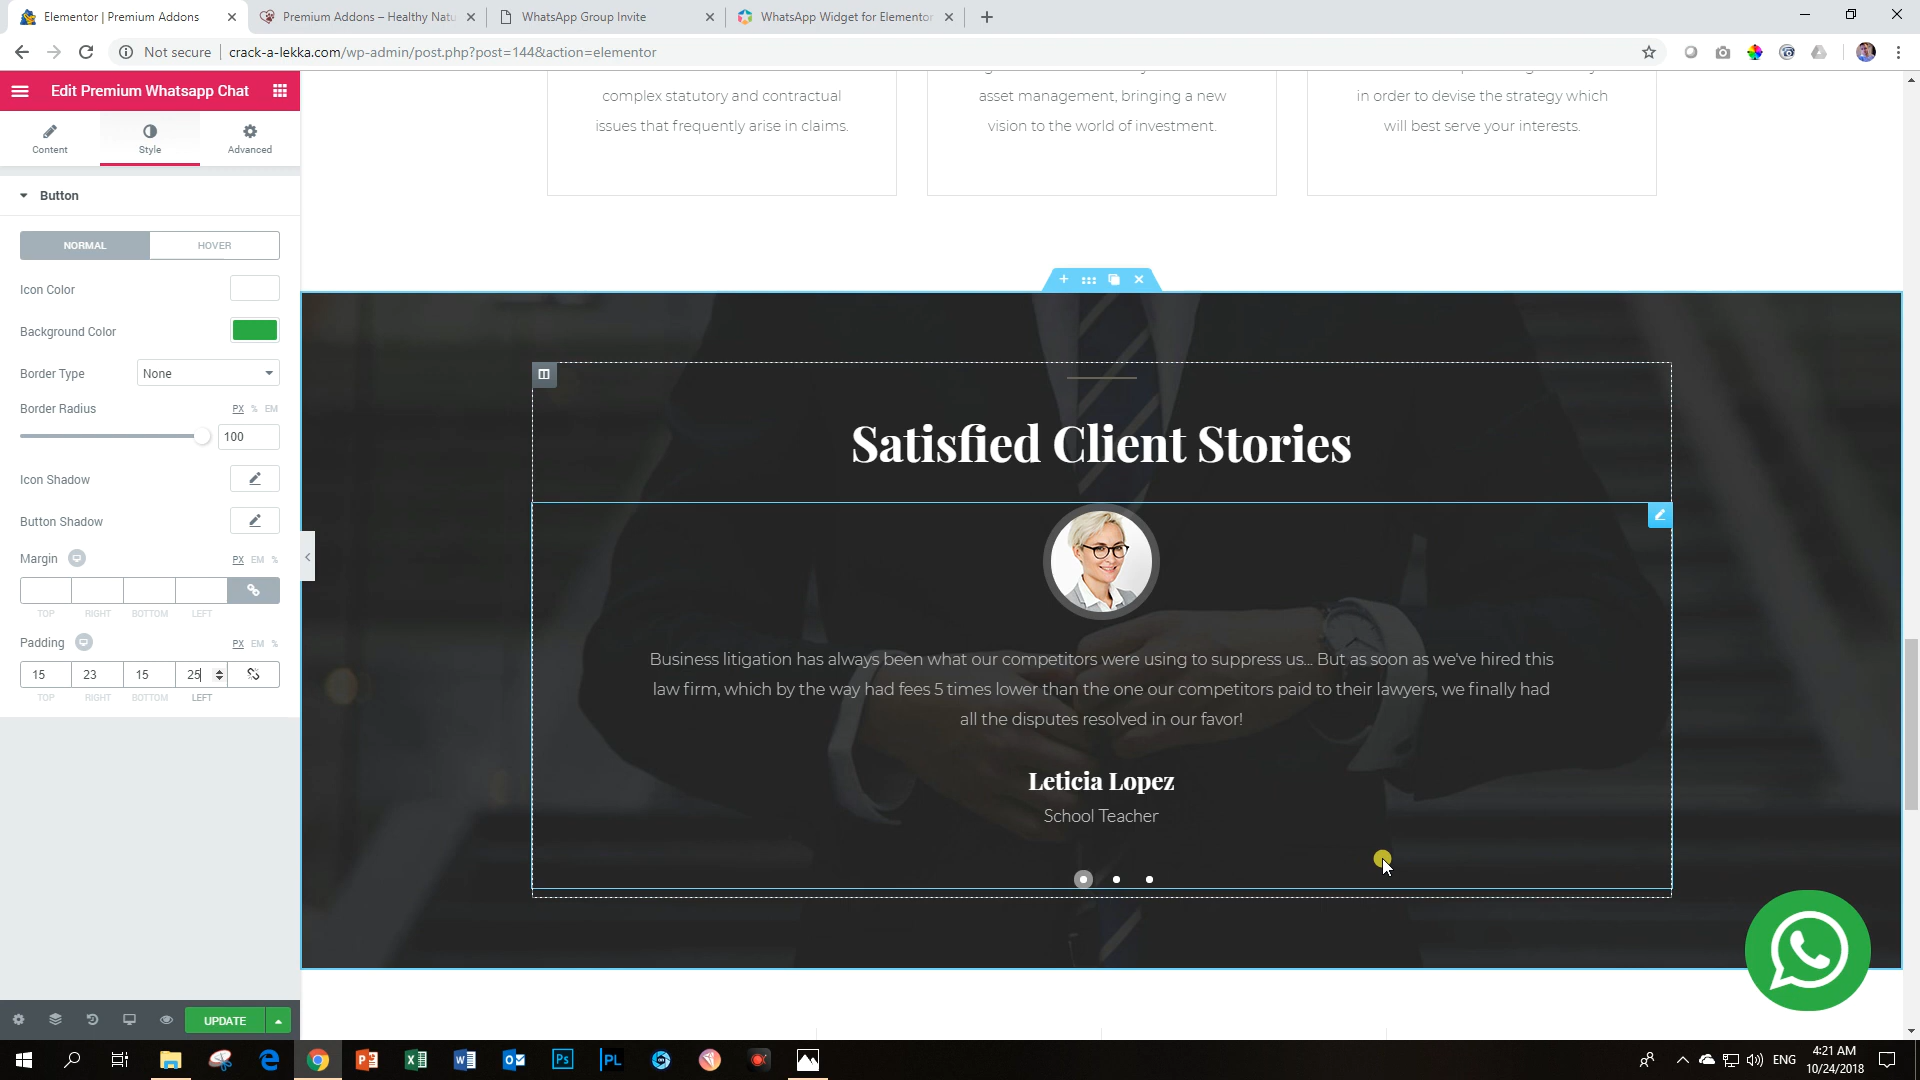 Elementor | Premium Addons
Premium Addons – Healthy Natu
WhatsApp Group Invite
WhatsApp Widget for Elementor
Not secure
crack-a-lekka.com/wp-admin/post.php?post=144&action=elementor
Edit Premium Whatsapp Chat
Content
Style
Advanced
Button
NORMAL
HOVER
Icon Color
Background Color
Border Type
None
Border Radius
PX % EM
100
Icon Shadow
Button Shadow
Margin
PX EM %
TOP RIGHT BOTTOM LEFT
Padding
PX EM %
15 23 15 25
TOP RIGHT BOTTOM LEFT
UPDATE
complex statutory and contractual
issues that frequently arise in claims.
asset management, bringing a new
vision to the world of investment.
in order to devise the strategy which
will best serve your interests.
Satisfied Client Stories
Business litigation has always been what our competitors were using to suppress us... But as soon as we've hired this
law firm, which by the way had fees 5 times lower than the one our competitors paid to their lawyers, we finally had
all the disputes resolved in our favor!
Leticia Lopez
School Teacher
Ps
PL
ENG
4:21 AM
10/24/2018